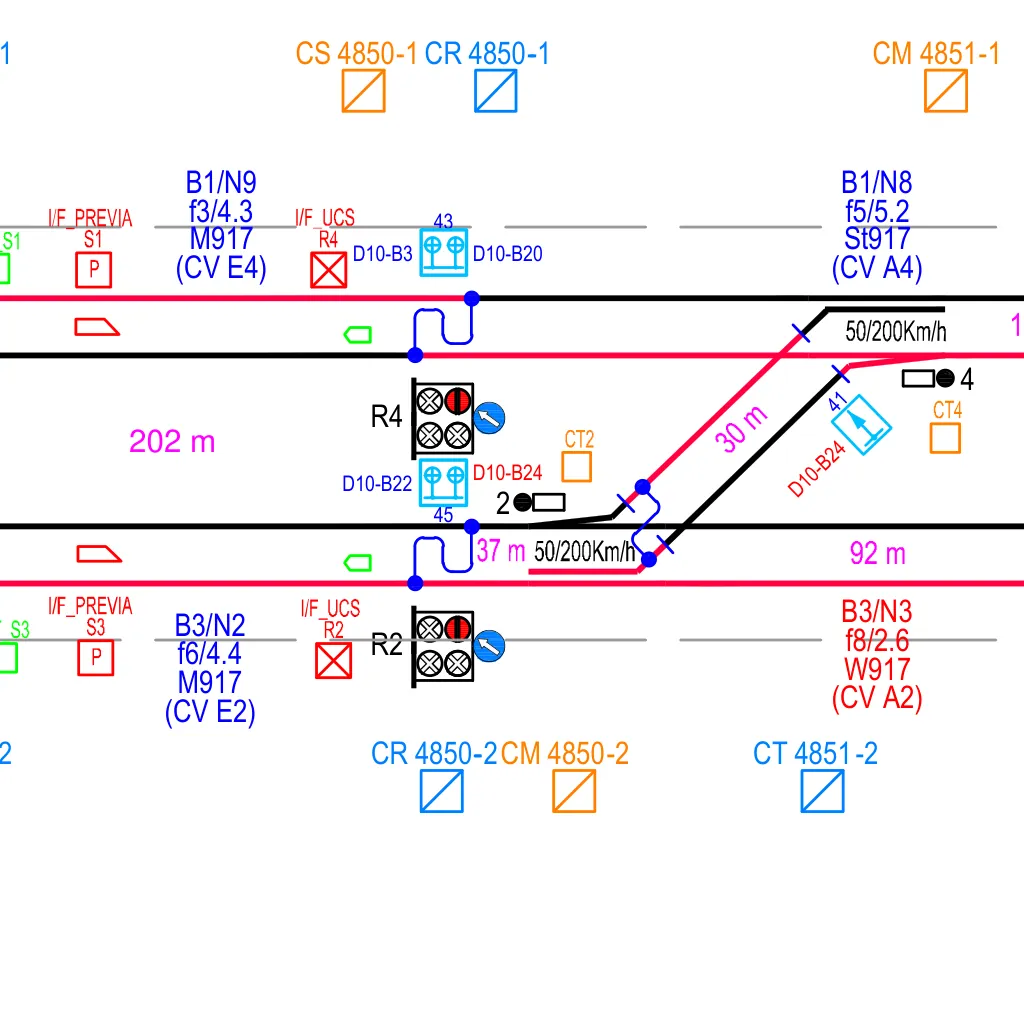 1
CS 4850-1
CR 4850-1
CM 4851-1
B1/N9
f3/4.3
M917
(CV E4)
B1/N8
f5/5.2
St917
(CV A4)
I/F_PREVIA
S1
P
S1
I/F_UCS
R4
43
D10-B3
D10-B20
50/200Km/h
1
R4
4
CT4
41
D10-B24
30 m
202 m
CT2
D10-B22
D10-B24
45
2
37 m
50/200Km/h
92 m
I/F_PREVIA
S3
P
S3
B3/N2
f6/4.4
M917
(CV E2)
I/F_UCS
R2
R2
B3/N3
f8/2.6
W917
(CV A2)
2
CR 4850-2
CM 4850-2
CT 4851-2